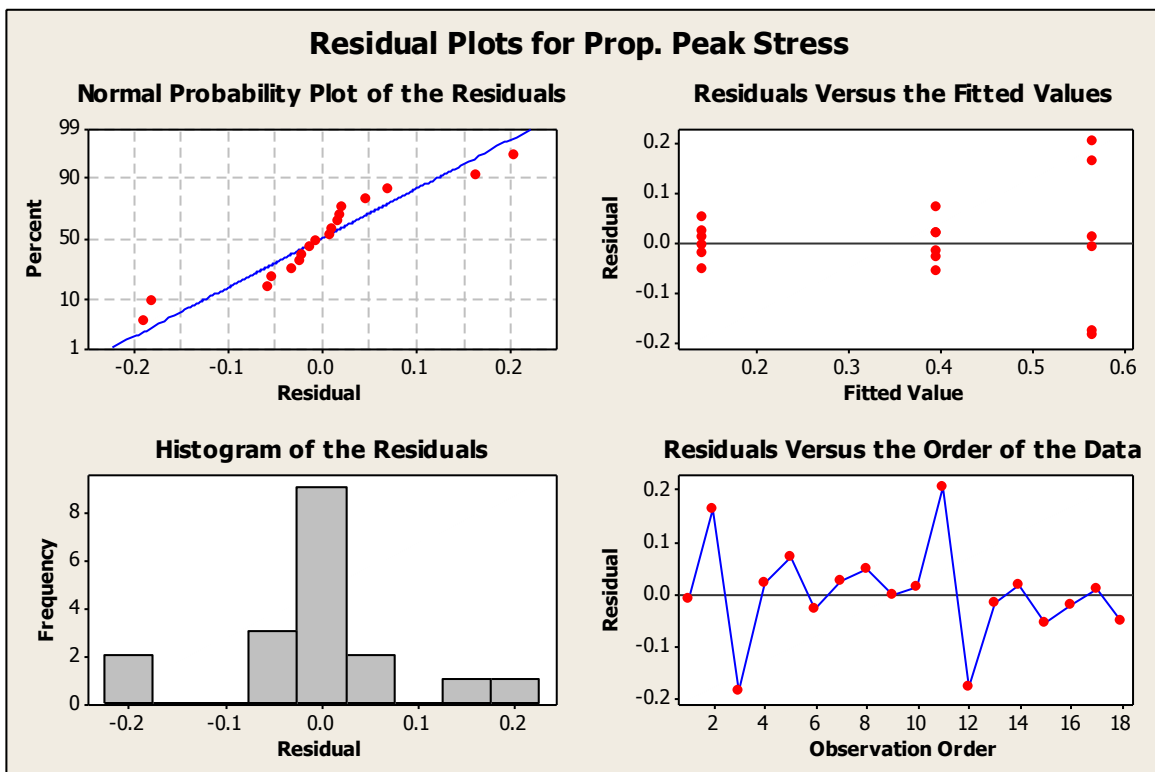 Residual Plots for Prop. Peak Stress
Normal Probability Plot of the Residuals
99
90
50
10
1
Percent
-0.2 -0.1 0.0 0.1 0.2
Residual
Residuals Versus the Fitted Values
0.2
0.1
0.0
-0.1
-0.2
Residual
0.2 0.3 0.4 0.5 0.6
Fitted Value
Histogram of the Residuals
8
6
4
2
0
Frequency
-0.2 -0.1 0.0 0.1 0.2
Residual
Residuals Versus the Order of the Data
0.2
0.1
0.0
-0.1
-0.2
Residual
2 4 6 8 10 12 14 16 18
Observation Order